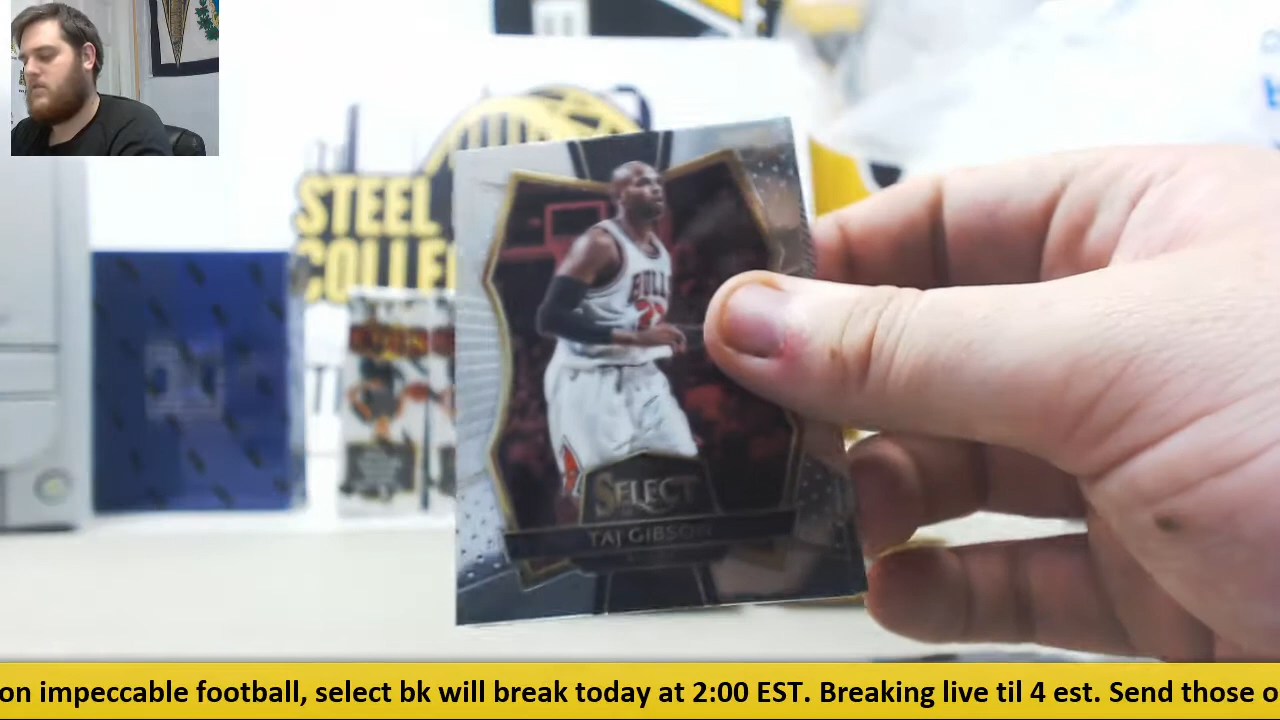 STEEL
COLLE
BULL
SELECT
TAJ GIBSON
on impeccable football, select bk will break today at 2:00 EST. Breaking live til 4 est. Send those o